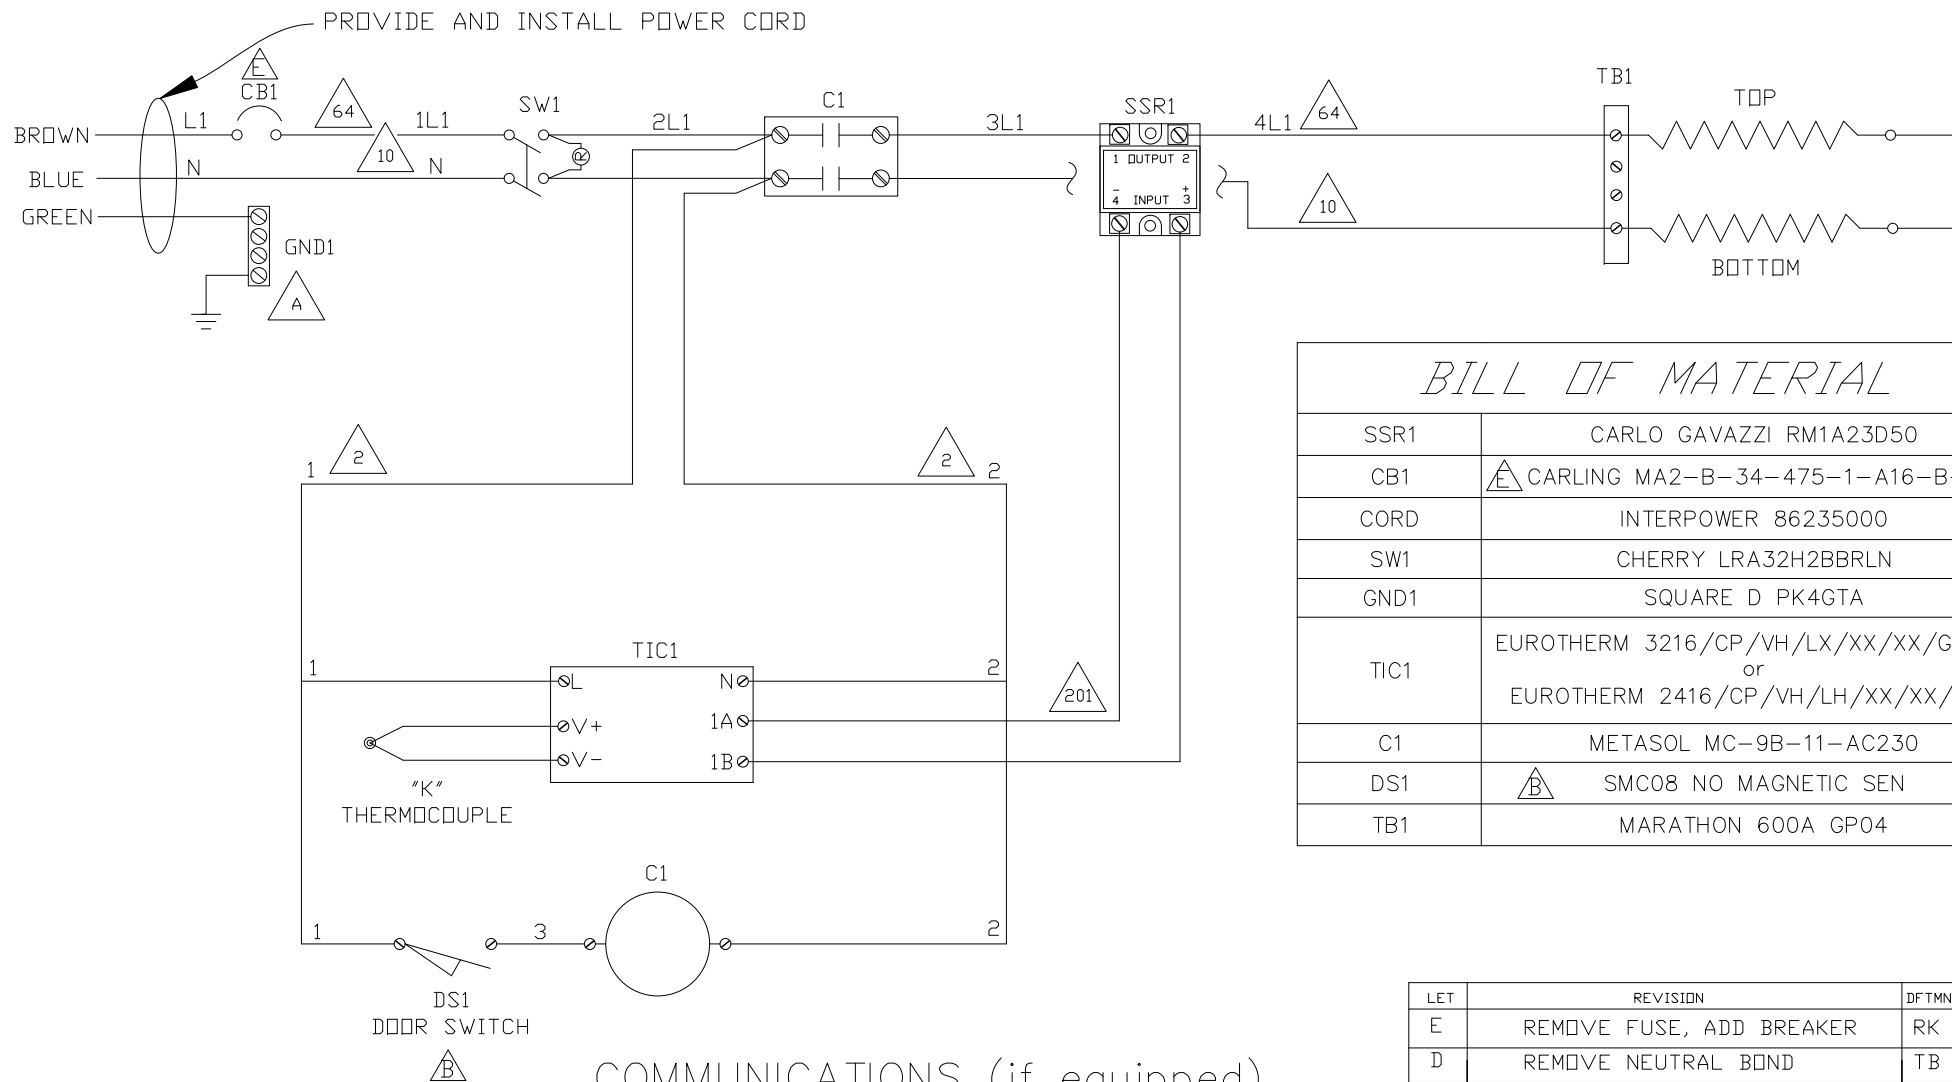 PROVIDE AND INSTALL POWER CORD
E
CB1
64
10
L1
1L1
SW1
2L1
C1
3L1
SSR1
4L1
64
TB1
TOP
BROWN
N
N
R
BLUE
GREEN
GND1
A
1 OUTPUT 2
- +
4 INPUT 3
10
BOTTOM
1
2
2
2
1
TIC1
2
L
N
201
V+
1A
V-
1B
"K"
THERMOCOUPLE
C1
1
3
2
DS1
DOOR SWITCH
B
COMMUNICATIONS (if equipped)
BILL OF MATERIAL
SSR1 CARLO GAVAZZI RM1A23D50
CB1 E CARLING MA2-B-34-475-1-A16-B-
CORD INTERPOWER 86235000
SW1 CHERRY LRA32H2BBRLN
GND1 SQUARE D PK4GTA
TIC1 EUROTHERM 3216/CP/VH/LX/XX/XX/G
or
EUROTHERM 2416/CP/VH/LH/XX/XX/
C1 METASOL MC-9B-11-AC230
DS1 B SMC08 NO MAGNETIC SEN
TB1 MARATHON 600A GP04
LET REVISION DFTMN
E REMOVE FUSE, ADD BREAKER RK
D REMOVE NEUTRAL BOND TB